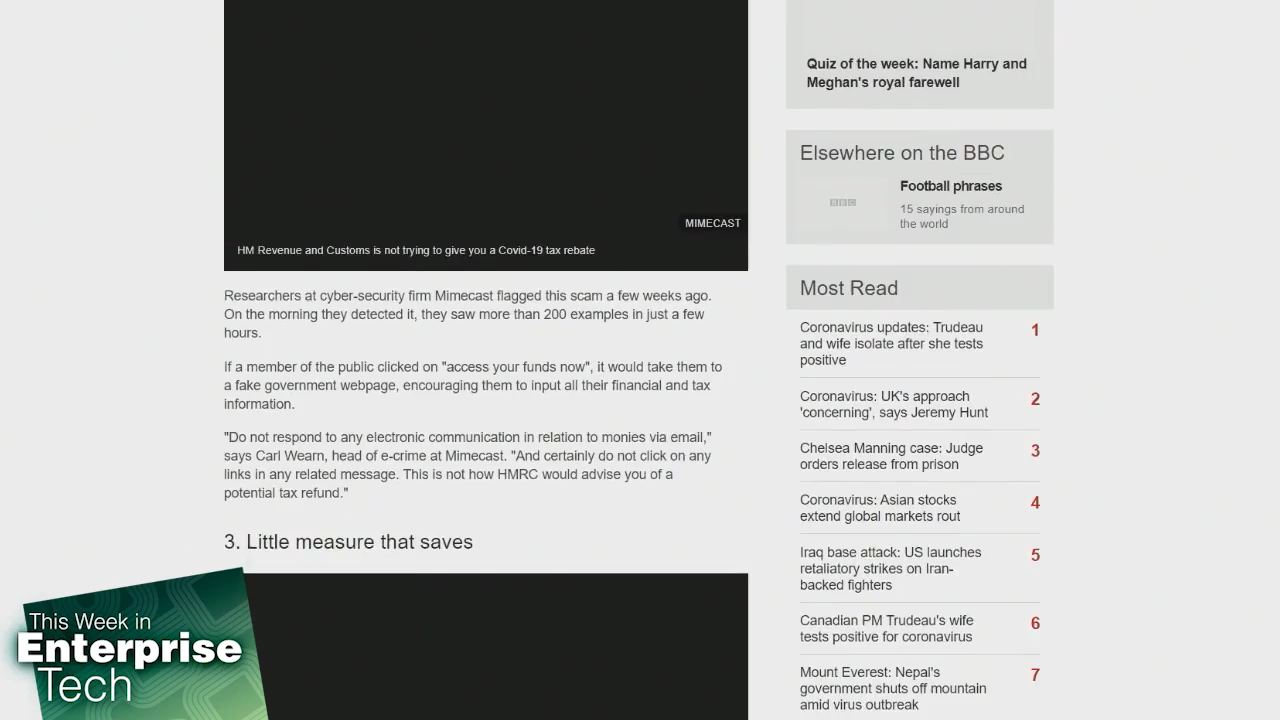 MIMECAST
HM Revenue and Customs is not trying to give you a Covid-19 tax rebate
Researchers at cyber-security firm Mimecast flagged this scam a few weeks ago.
On the morning they detected it, they saw more than 200 examples in just a few
hours.
If a member of the public clicked on "access your funds now", it would take them to
a fake government webpage, encouraging them to input all their financial and tax
information.
"Do not respond to any electronic communication in relation to monies via email,"
says Carl Wearn, head of e-crime at Mimecast. "And certainly do not click on any
links in any related message. This is not how HMRC would advise you of a
potential tax refund."
3. Little measure that saves
Quiz of the week: Name Harry and
Meghan's royal farewell
Elsewhere on the BBC
BBC
Football phrases
15 sayings from around
the world
Most Read
Coronavirus updates: Trudeau
and wife isolate after she tests
positive
1
Coronavirus: UK's approach
'concerning', says Jeremy Hunt
2
Chelsea Manning case: Judge
orders release from prison
3
Coronavirus: Asian stocks
extend global markets rout
4
Iraq base attack: US launches
retaliatory strikes on Iran-
backed fighters
5
Canadian PM Trudeau's wife
tests positive for coronavirus
6
Mount Everest: Nepal's
government shuts off mountain
amid virus outbreak
7
This Week in
Enterprise
Tech